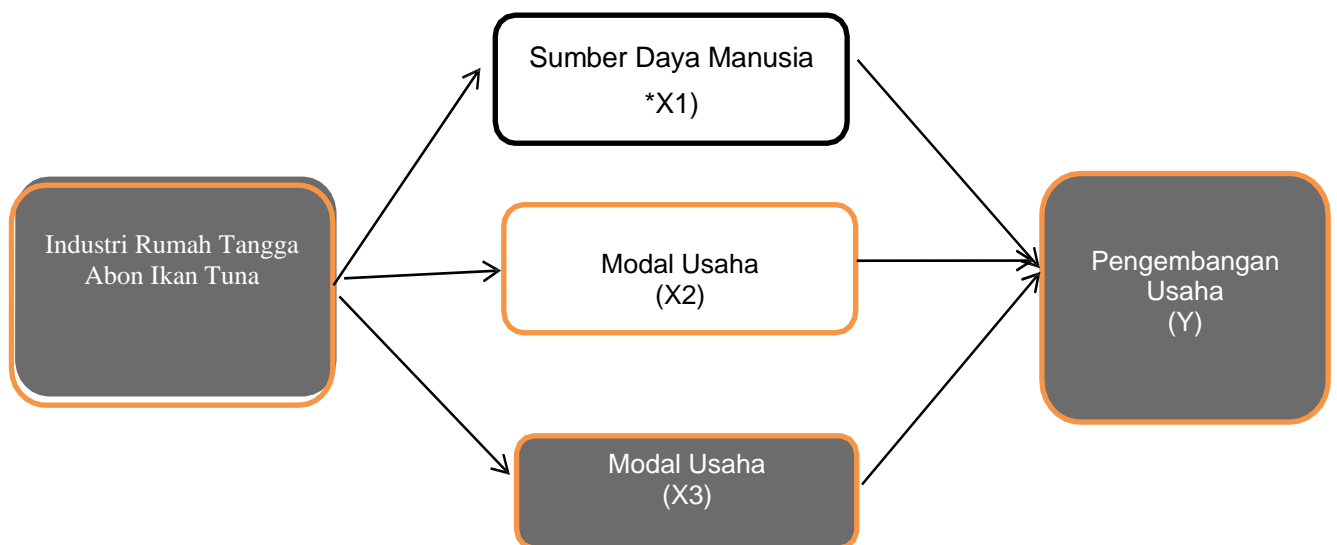 Sumber Daya Manusia
*X1)
Industri Rumah Tangga
Abon Ikan Tuna
Modal Usaha
(X2)
Pengembangan
Usaha
(Y)
Modal Usaha
(X3)